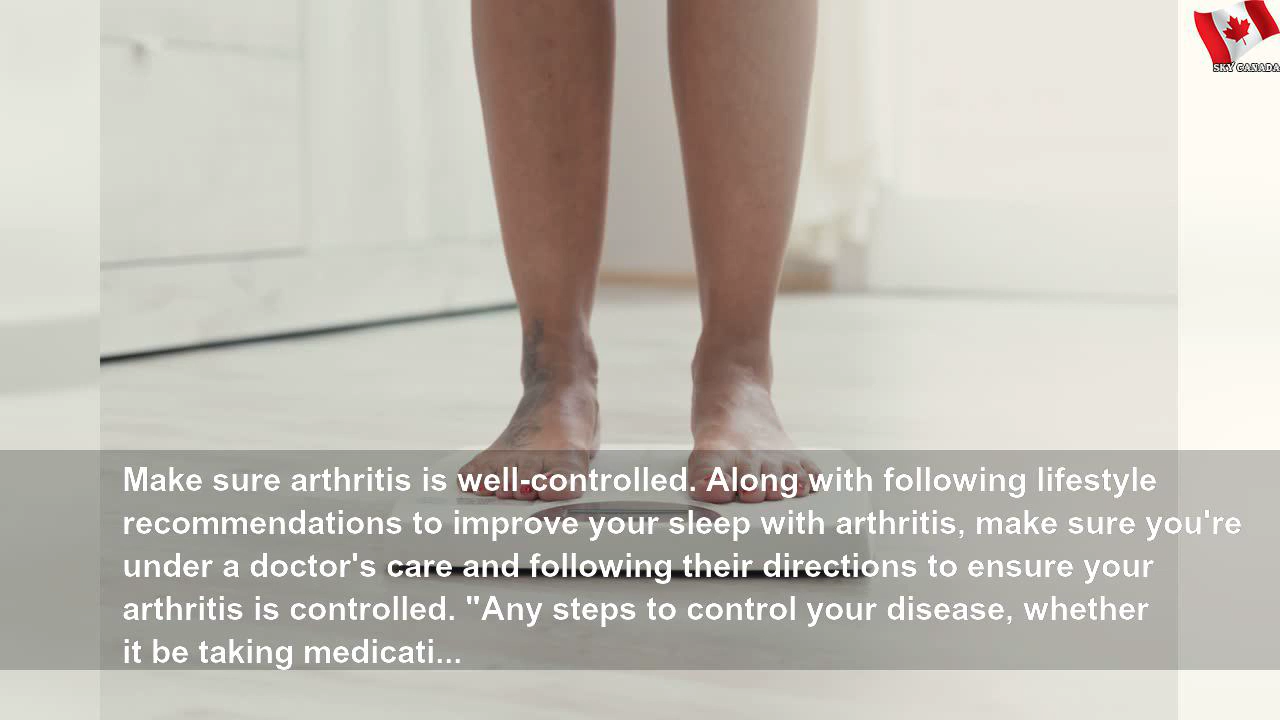 SKY CANADA
Make sure arthritis is well-controlled. Along with following lifestyle
recommendations to improve your sleep with arthritis, make sure you're
under a doctor's care and following their directions to ensure your
arthritis is controlled. "Any steps to control your disease, whether
it be taking medicati...